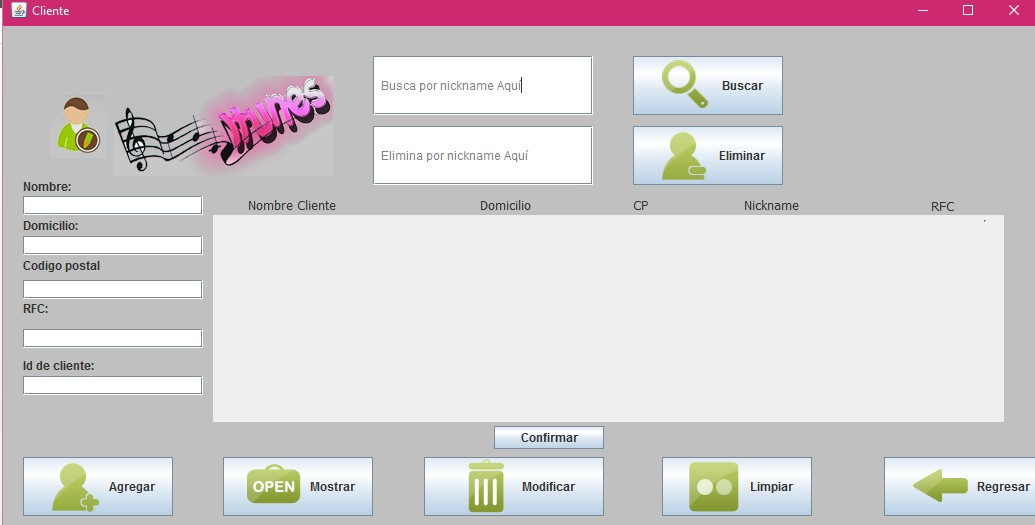 Cliente
Busca por nickname Aquí
Buscar
Elimina por nickname Aquí
Eliminar
Nombre:
Domicilio:
Codigo postal
RFC:
Id de cliente:
Nombre Cliente
Domicilio
CP
Nickname
RFC
Confirmar
Agregar
OPEN
Mostrar
Modificar
Limpiar
Regresar